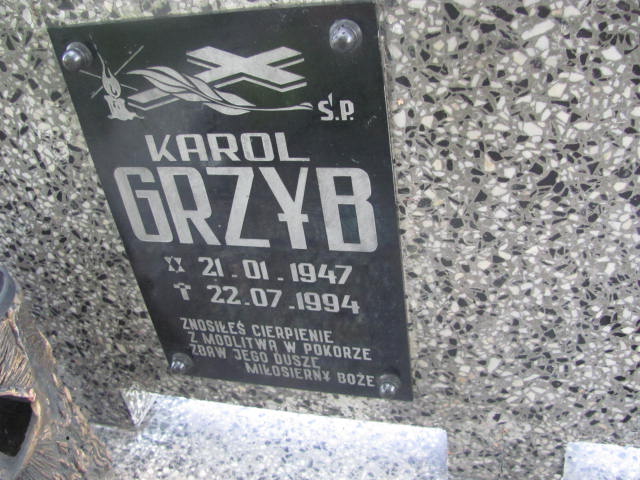 Ś.P.
KAROL
GRZYB
21.01.1947
22.07.1994
ZNOSIŁEŚ CIERPIENIE
Z MODLITWĄ W POKORZE
ZBAW JEGO DUSZĘ
MIŁOSIERNY BOŻE